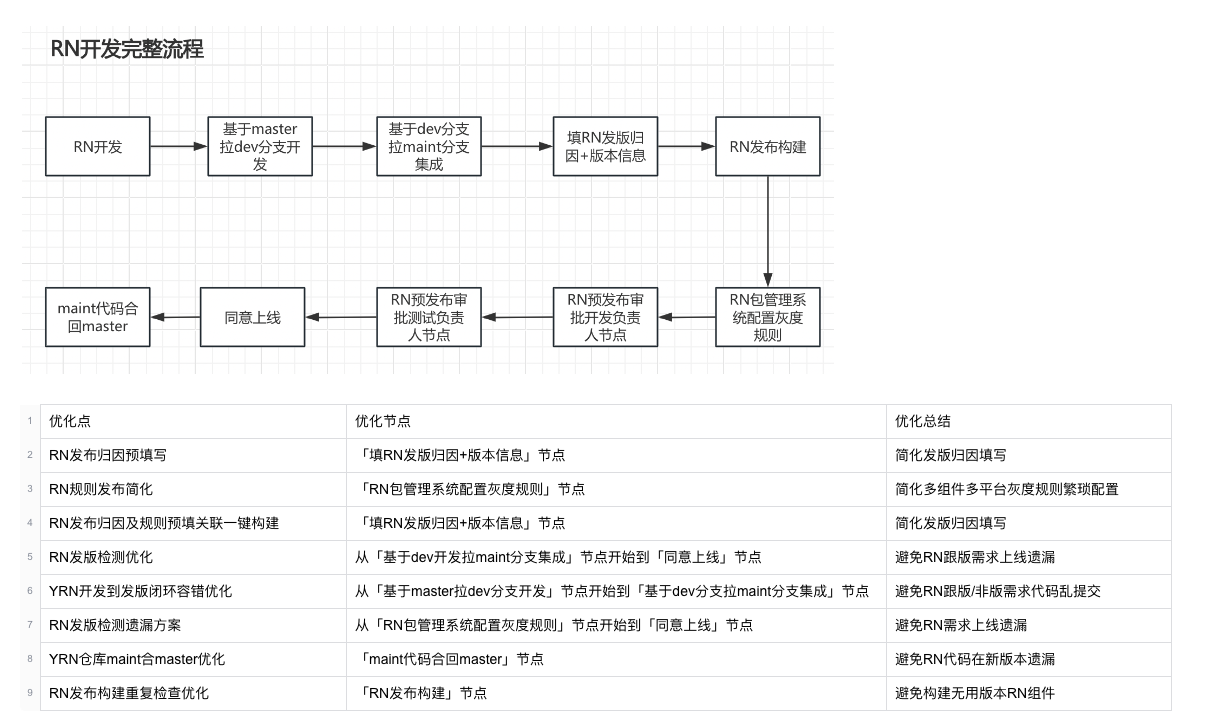 RN开发完整流程
RN开发
基于master
拉dev分支开
发
基于dev分支
拉maint分支
集成
填RN发版归
因+版本信息
RN发布构建
maint代码合
回master
同意上线
RN预发布审
批测试负责
人节点
RN预发布审
批开发负责
人节点
RN包管理系
统配置灰度
规则
1 优化点 优化节点 优化总结
2 RN发布归因预填写 「填RN发版归因+版本信息」节点 简化发版归因填写
3 RN规则发布简化 「RN包管理系统配置灰度规则」节点 简化多组件多平台灰度规则繁琐配置
4 RN发布归因及规则预填关联一键构建 「填RN发版归因+版本信息」节点 简化发版归因填写
5 RN发版检测优化 从「基于dev开发拉maint分支集成」节点开始到「同意上线」节点 避免RN跟版需求上线遗漏
6 YRN开发到发版闭环容错优化 从「基于master拉dev分支开发」节点开始到「基于dev分支拉maint分支集成」节点 避免RN跟版/非版需求代码乱提交
7 RN发版检测遗漏方案 从「RN包管理系统配置灰度规则」节点开始到「同意上线」节点 避免RN需求上线遗漏
8 YRN仓库maint合master优化 「maint代码合回master」节点 避免RN代码在新版本遗漏
9 RN发布构建重复检查优化 「RN发布构建」节点 避免构建无用版本RN组件